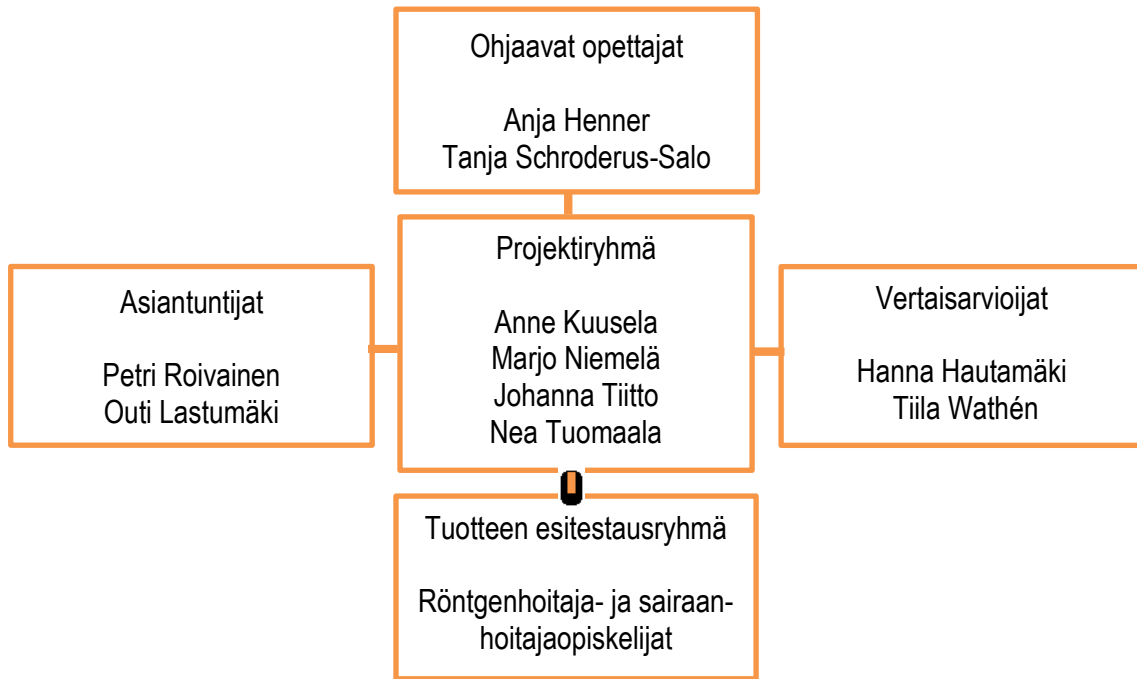 Ohjaavat opettajat
Anja Henner
Tanja Schroderus-Salo
Projektiryhmä
Anne Kuusela
Marjo Niemelä
Johanna Tiitto
Nea Tuomaala
Asiantuntijat
Petri Roivainen
Outi Lastumäki
Vertaisarvioijat
Hanna Hautamäki
Tiila Wathén
Tuotteen esitestausryhmä
Röntgenhoitaja- ja sairaan-
hoitajaopiskelijat